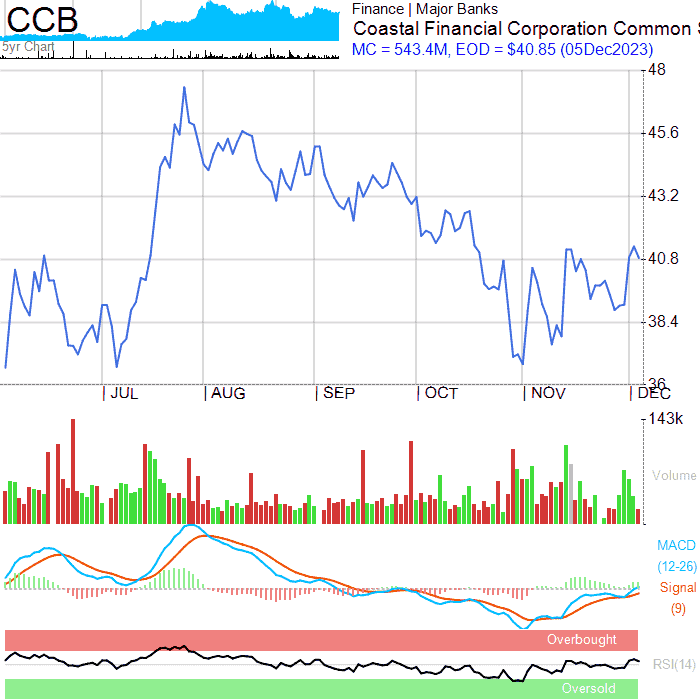 CCB
5yr Chart
Finance | Major Banks
Coastal Financial Corporation Common S
MC = 543.4M, EOD = $40.85 (05Dec2023)
48
45.6
43.2
40.8
38.4
36
JUL AUG SEP OCT NOV DEC
143k
Volume
MACD
(12-26)
Signal
(9)
Overbought
RSI(14)
Oversold